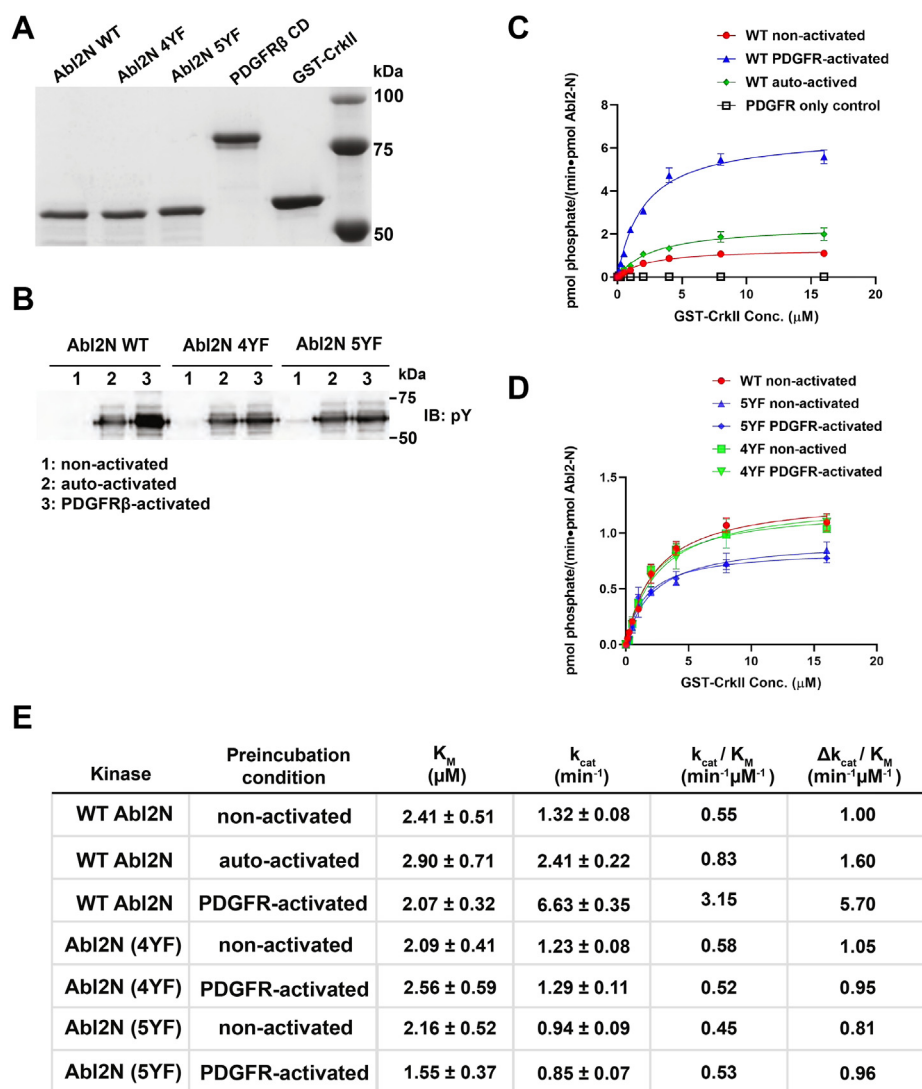 A
Abl2N WT
Abl2N 4YF
Abl2N 5YF
PDGFRβ CD
GST-CrkII
kDa
100
75
50
B
Abl2N WT Abl2N 4YF Abl2N 5YF
1 2 3 1 2 3 1 2 3 kDa
75
IB: pY
50
1: non-activated
2: auto-activated
3: PDGFRβ-activated
C
WT non-activated
WT PDGFR-activated
WT auto-actived
PDGFR only control
pmol phosphate/(min•pmol Abl2-N)
6
4
2
0
0 5 10 15 20
GST-CrkII Conc. (μM)
D
WT non-activated
5YF non-activated
5YF PDGFR-activated
4YF non-actived
4YF PDGFR-activated
pmol phosphate/(min•pmol Abl2-N)
1.5
1.0
0.5
0.0
0 5 10 15 20
GST-CrkII Conc. (μM)
E
Kinase Preincubation condition KM (μM) kcat (min⁻¹) kcat / KM (min⁻¹μM⁻¹) Δkcat / KM (min⁻¹μM⁻¹)
WT Abl2N non-activated 2.41 ± 0.51 1.32 ± 0.08 0.55 1.00
WT Abl2N auto-activated 2.90 ± 0.71 2.41 ± 0.22 0.83 1.60
WT Abl2N PDGFR-activated 2.07 ± 0.32 6.63 ± 0.35 3.15 5.70
Abl2N (4YF) non-activated 2.09 ± 0.41 1.23 ± 0.08 0.58 1.05
Abl2N (4YF) PDGFR-activated 2.56 ± 0.59 1.29 ± 0.11 0.52 0.95
Abl2N (5YF) non-activated 2.16 ± 0.52 0.94 ± 0.09 0.45 0.81
Abl2N (5YF) PDGFR-activated 1.55 ± 0.37 0.85 ± 0.07 0.53 0.96